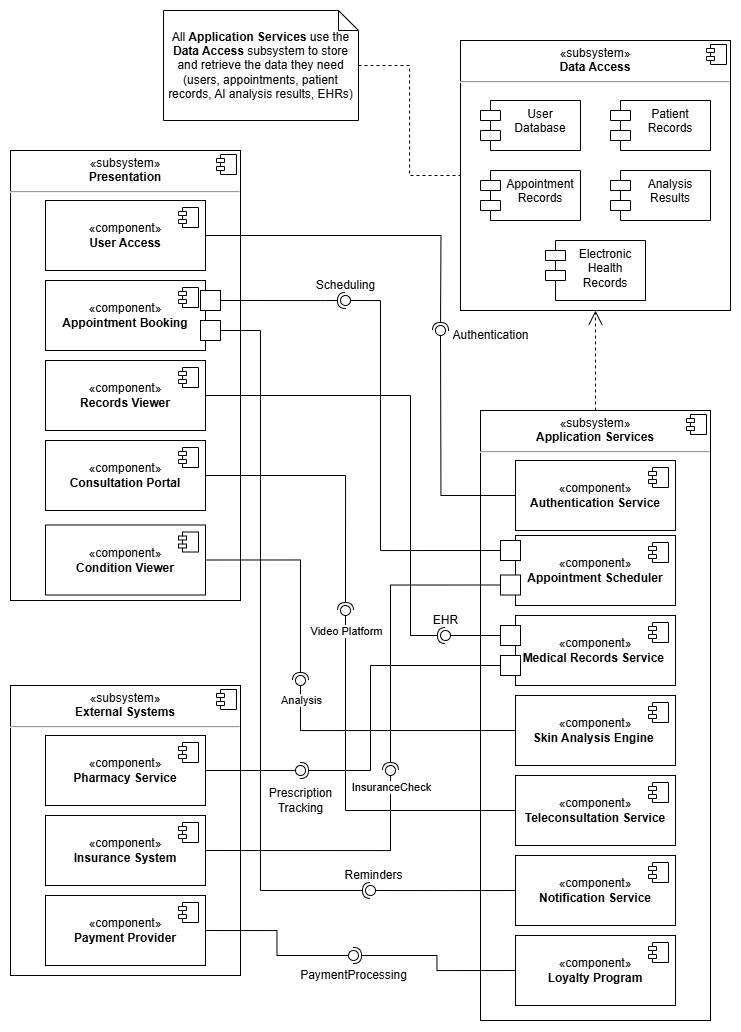 All Application Services use the
Data Access subsystem to store
and retrieve the data they need
(users, appointments, patient
records, AI analysis results, EHRs)
«subsystem»
Data Access
User
Database
Patient
Records
Appointment
Records
Analysis
Results
Electronic
Health
Records
«subsystem»
Presentation
«component»
User Access
«component»
Appointment Booking
«component»
Records Viewer
«component»
Consultation Portal
«component»
Condition Viewer
Scheduling
Authentication
EHR
Video Platform
Analysis
Prescription
Tracking
InsuranceCheck
Reminders
PaymentProcessing
«subsystem»
External Systems
«component»
Pharmacy Service
«component»
Insurance System
«component»
Payment Provider
«subsystem»
Application Services
«component»
Authentication Service
«component»
Appointment Scheduler
«component»
Medical Records Service
«component»
Skin Analysis Engine
«component»
Teleconsultation Service
«component»
Notification Service
«component»
Loyalty Program